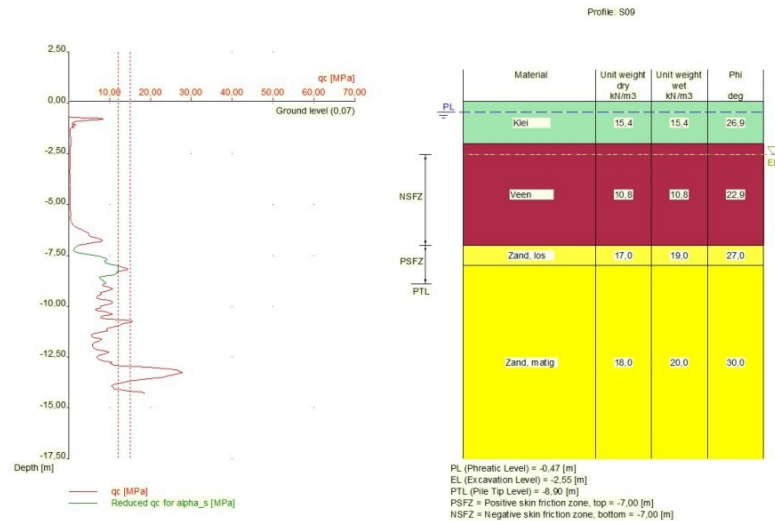 Profile: S09
2,50
qc [MPa]
0,00 10,00 20,00 30,00 40,00 50,00 60,00 70,00
Ground level (0,07)
-2,50
-5,00
-7,50
-10,00
-12,50
-15,00
-17,50
Depth [m]
qc [MPa]
Reduced qc for alpha_s [MPa]
Material Unit weight dry kN/m3 Unit weight wet kN/m3 Phi deg
PL
Klei 15,4 15,4 26,9
EL
NSFZ
Veen 10,8 10,8 22,9
PSFZ
Zand, los 17,0 19,0 27,0
PTL
Zand, matig 18,0 20,0 30,0
PL (Phreatic Level) = -0,47 [m]
EL (Excavation Level) = -2,55 [m]
PTL (Pile Tip Level) = -8,90 [m]
PSFZ = Positive skin friction zone, top = -7,00 [m]
NSFZ = Negative skin friction zone, bottom = -7,00 [m]